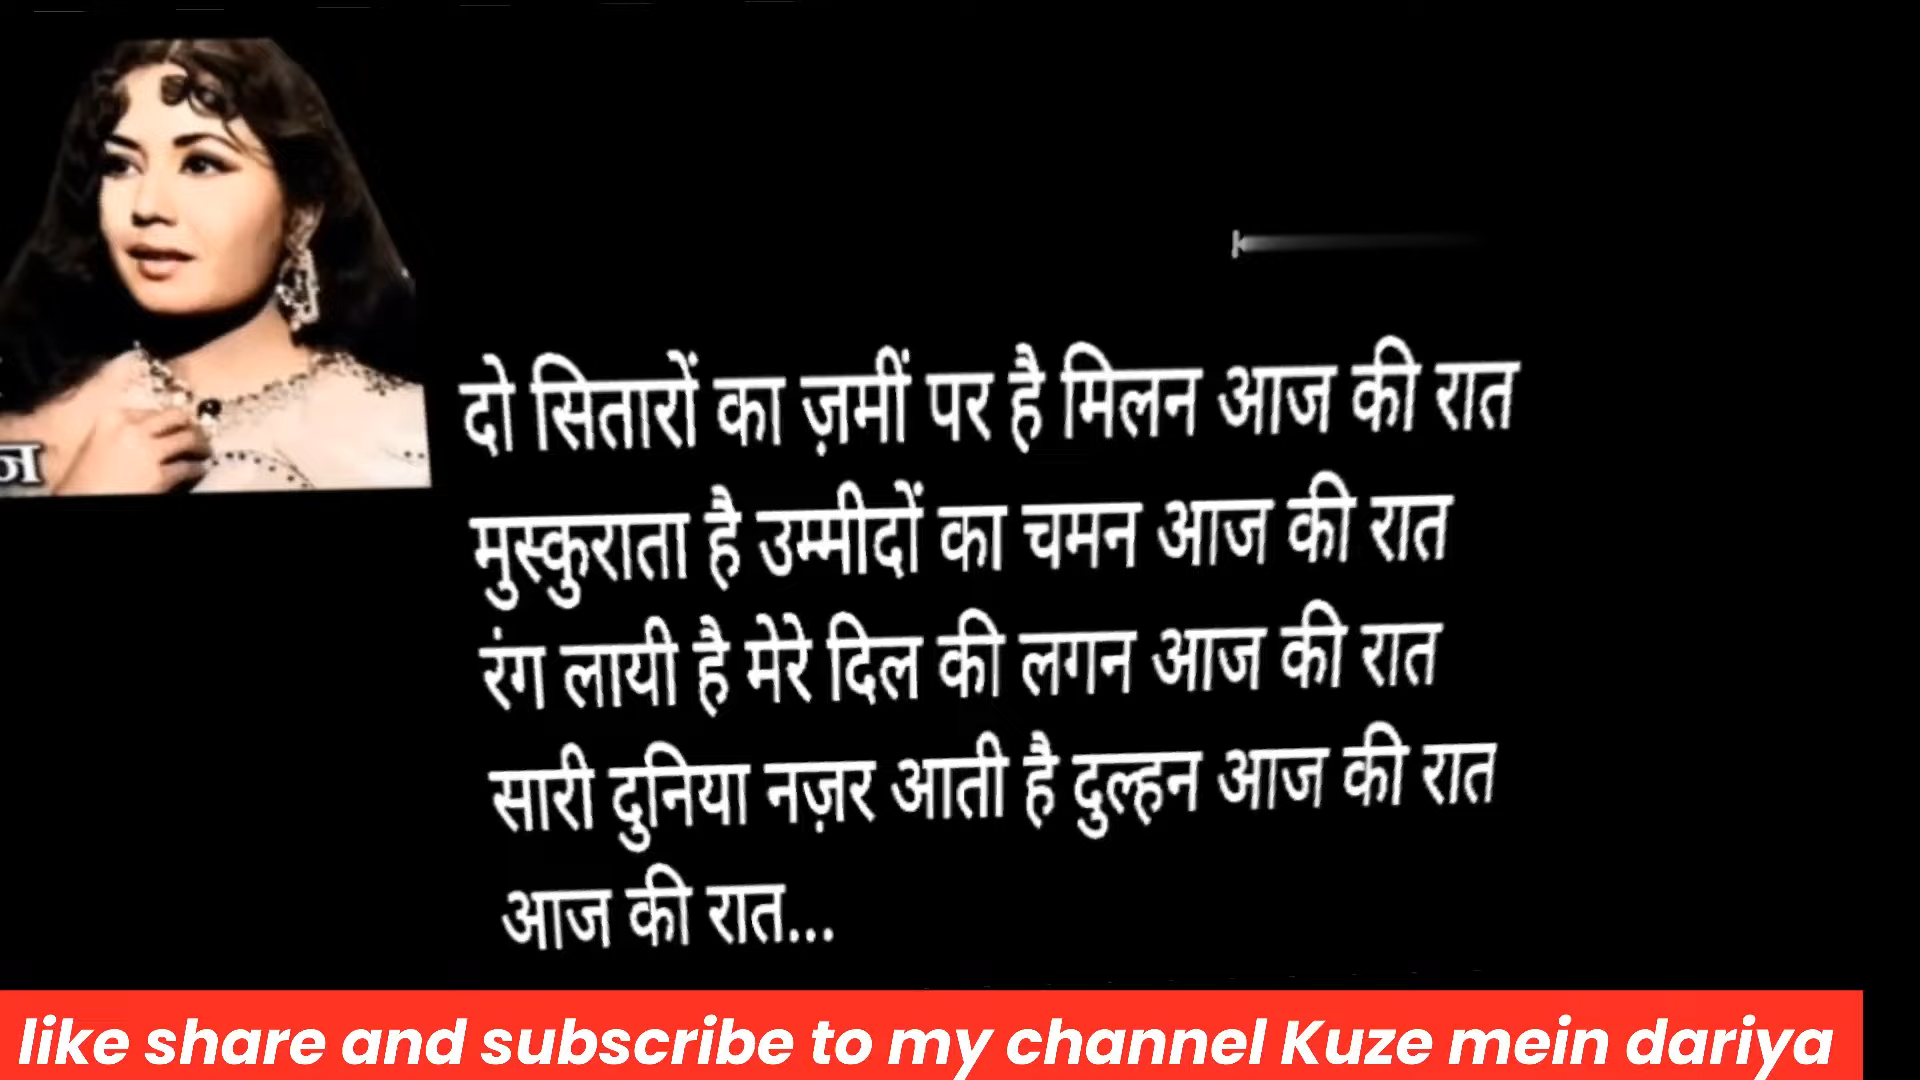 दो सितारों का ज़मीं पर है मिलन आज की रात
मुस्कुराता है उम्मीदों का चमन आज की रात
रंग लायी है मेरे दिल की लगन आज की रात
सारी दुनिया नज़र आती है दुल्हन आज की रात
आज की रात...
like share and subscribe to my channel Kuze mein dariya